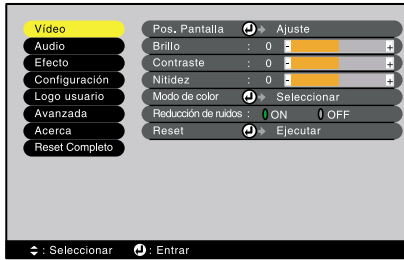 Vídeo
Audio
Efecto
Configuración
Logo usuario
Avanzada
Acerca
Reset Completo
Pos. Pantalla Ajuste
Brillo : 0 - +
Contraste : 0 - +
Nitidez : 0 - +
Modo de color Seleccionar
Reducción de ruidos : ON OFF
Reset Ejecutar
: Seleccionar : Entrar